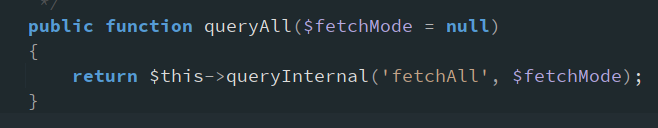 */
public function queryAll($fetchMode = null)
{
return $this->queryInternal('fetchAll', $fetchMode);
}